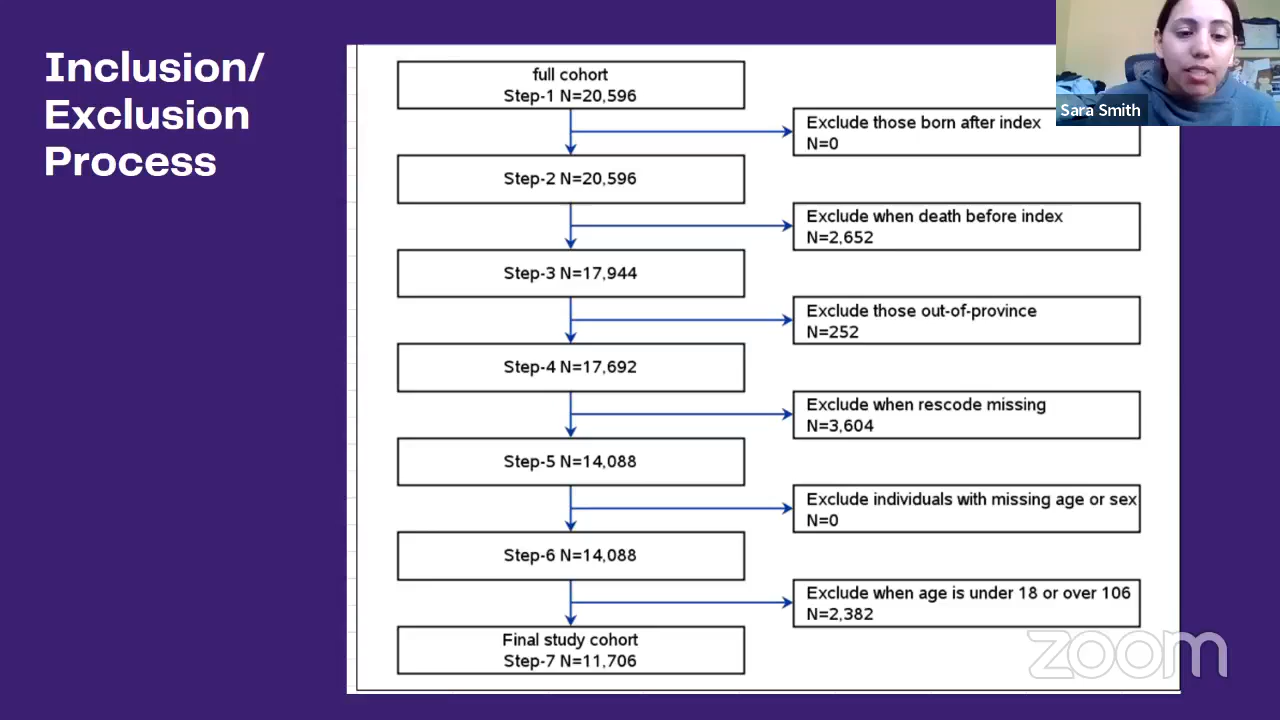 Inclusion/
Exclusion
Process
full cohort
Step-1 N=20,596
Exclude those born after index
N=0
Step-2 N=20,596
Exclude when death before index
N=2,652
Step-3 N=17,944
Exclude those out-of-province
N=252
Step-4 N=17,692
Exclude when rescode missing
N=3,604
Step-5 N=14,088
Exclude individuals with missing age or sex
N=0
Step-6 N=14,088
Exclude when age is under 18 or over 106
N=2,382
Final study cohort
Step-7 N=11,706
Sara Smith
zoom